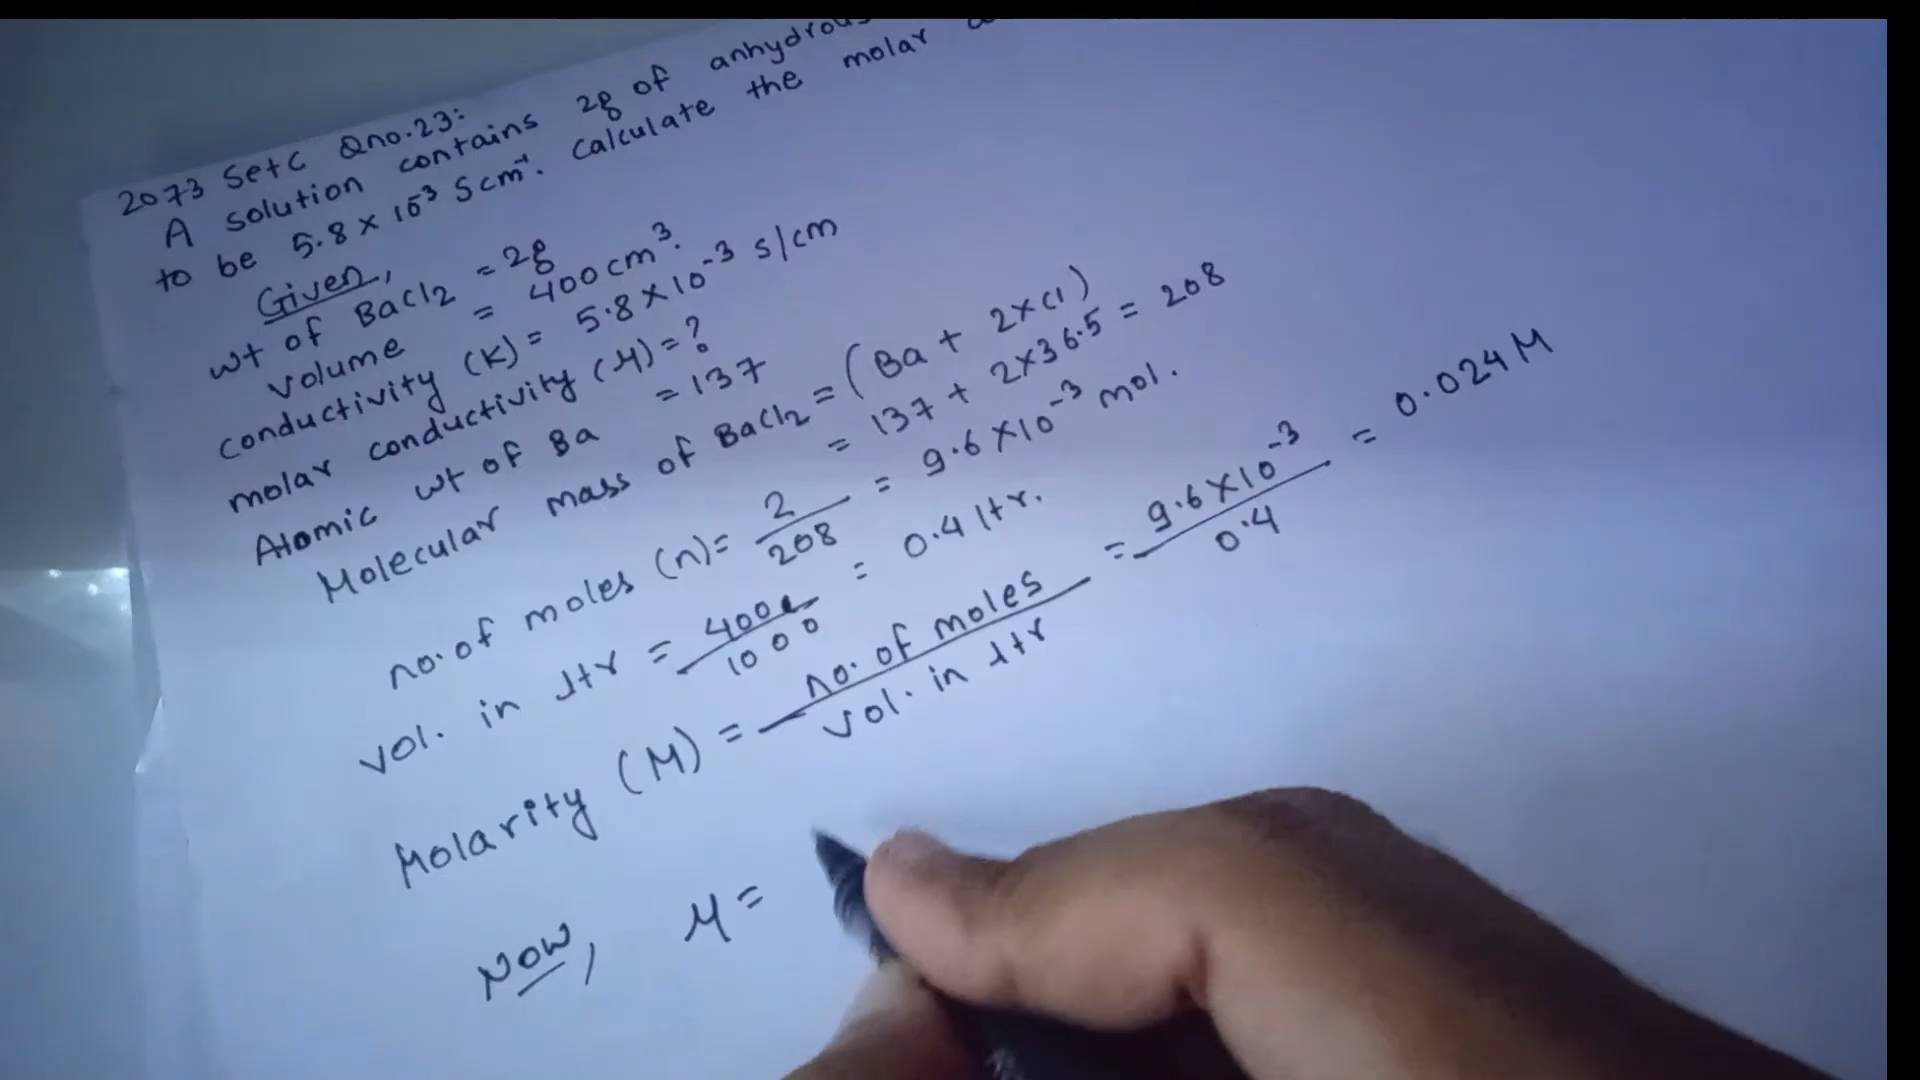 2073 Set C Qno.23:
A solution contains 2g of anhydrous
to be 5.8 × 10⁻³ Scm⁻¹. Calculate the molar
Given,
wt of BaCl₂ = 2g
volume = 400cm³.
conductivity (K) = 5.8 × 10⁻³ s/cm
molar conductivity (μ) = ?
Atomic wt of Ba = 137
Molecular mass of BaCl₂ = (Ba + 2×Cl)
= 137 + 2×36.5 = 208
no. of moles (n) = 2/208 = 9.6 × 10⁻³ mol.
vol. in ltr = 400/1000 = 0.4 ltr.
Molarity (M) = no. of moles / vol. in ltr = 9.6 × 10⁻³ / 0.4 = 0.024 M
Now, μ =